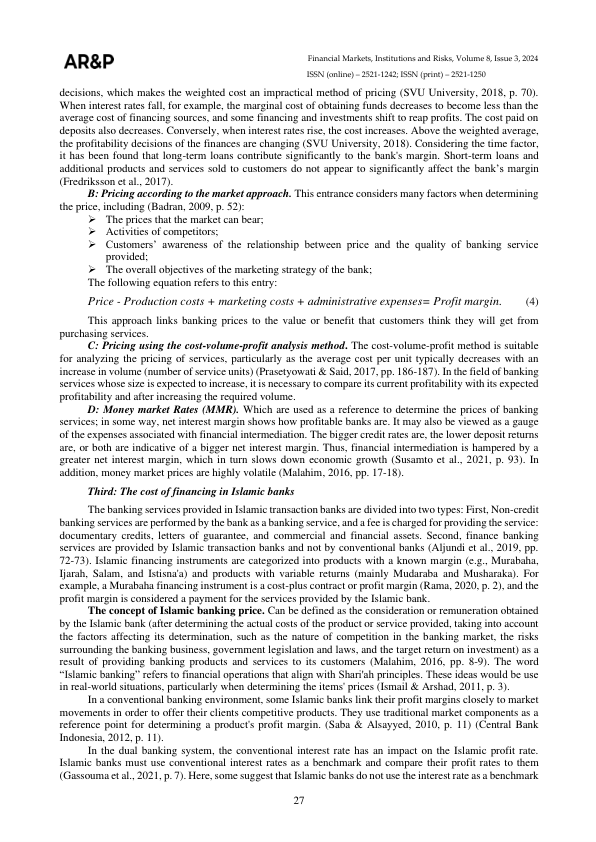 AR&P
Financial Markets, Institutions and Risks, Volume 8, Issue 3, 2024
ISSN (online) – 2521-1242; ISSN (print) – 2521-1250
decisions, which makes the weighted cost an impractical method of pricing (SVU University, 2018, p. 70).
When interest rates fall, for example, the marginal cost of obtaining funds decreases to become less than the
average cost of financing sources, and some financing and investments shift to reap profits. The cost paid on
deposits also decreases. Conversely, when interest rates rise, the cost increases. Above the weighted average,
the profitability decisions of the finances are changing (SVU University, 2018). Considering the time factor,
it has been found that long-term loans contribute significantly to the bank's margin. Short-term loans and
additional products and services sold to customers do not appear to significantly affect the bank's margin
(Fredriksson et al., 2017).
B: Pricing according to the market approach. This entrance considers many factors when determining
the price, including (Badran, 2009, p. 52):
➢ The prices that the market can bear;
➢ Activities of competitors;
➢ Customers' awareness of the relationship between price and the quality of banking service
provided;
➢ The overall objectives of the marketing strategy of the bank;
The following equation refers to this entry:
Price - Production costs + marketing costs + administrative expenses= Profit margin. (4)
This approach links banking prices to the value or benefit that customers think they will get from
purchasing services.
C: Pricing using the cost-volume-profit analysis method. The cost-volume-profit method is suitable
for analyzing the pricing of services, particularly as the average cost per unit typically decreases with an
increase in volume (number of service units) (Prasetyowati & Said, 2017, pp. 186-187). In the field of banking
services whose size is expected to increase, it is necessary to compare its current profitability with its expected
profitability and after increasing the required volume.
D: Money market Rates (MMR). Which are used as a reference to determine the prices of banking
services; in some way, net interest margin shows how profitable banks are. It may also be viewed as a gauge
of the expenses associated with financial intermediation. The bigger credit rates are, the lower deposit returns
are, or both are indicative of a bigger net interest margin. Thus, financial intermediation is hampered by a
greater net interest margin, which in turn slows down economic growth (Susamto et al., 2021, p. 93). In
addition, money market prices are highly volatile (Malahim, 2016, pp. 17-18).
Third: The cost of financing in Islamic banks
The banking services provided in Islamic transaction banks are divided into two types: First, Non-credit
banking services are performed by the bank as a banking service, and a fee is charged for providing the service:
documentary credits, letters of guarantee, and commercial and financial assets. Second, finance banking
services are provided by Islamic transaction banks and not by conventional banks (Aljundi et al., 2019, pp.
72-73). Islamic financing instruments are categorized into products with a known margin (e.g., Murabaha,
Ijarah, Salam, and Istisna'a) and products with variable returns (mainly Mudaraba and Musharaka). For
example, a Murabaha financing instrument is a cost-plus contract or profit margin (Rama, 2020, p. 2), and the
profit margin is considered a payment for the services provided by the Islamic bank.
The concept of Islamic banking price. Can be defined as the consideration or remuneration obtained
by the Islamic bank (after determining the actual costs of the product or service provided, taking into account
the factors affecting its determination, such as the nature of competition in the banking market, the risks
surrounding the banking business, government legislation and laws, and the target return on investment) as a
result of providing banking products and services to its customers (Malahim, 2016, pp. 8-9). The word
“Islamic banking” refers to financial operations that align with Shari'ah principles. These ideas would be use
in real-world situations, particularly when determining the items' prices (Ismail & Arshad, 2011, p. 3).
In a conventional banking environment, some Islamic banks link their profit margins closely to market
movements in order to offer their clients competitive products. They use traditional market components as a
reference point for determining a product's profit margin. (Saba & Alsayyed, 2010, p. 11) (Central Bank
Indonesia, 2012, p. 11).
In the dual banking system, the conventional interest rate has an impact on the Islamic profit rate.
Islamic banks must use conventional interest rates as a benchmark and compare their profit rates to them
(Gassouma et al., 2021, p. 7). Here, some suggest that Islamic banks do not use the interest rate as a benchmark
27